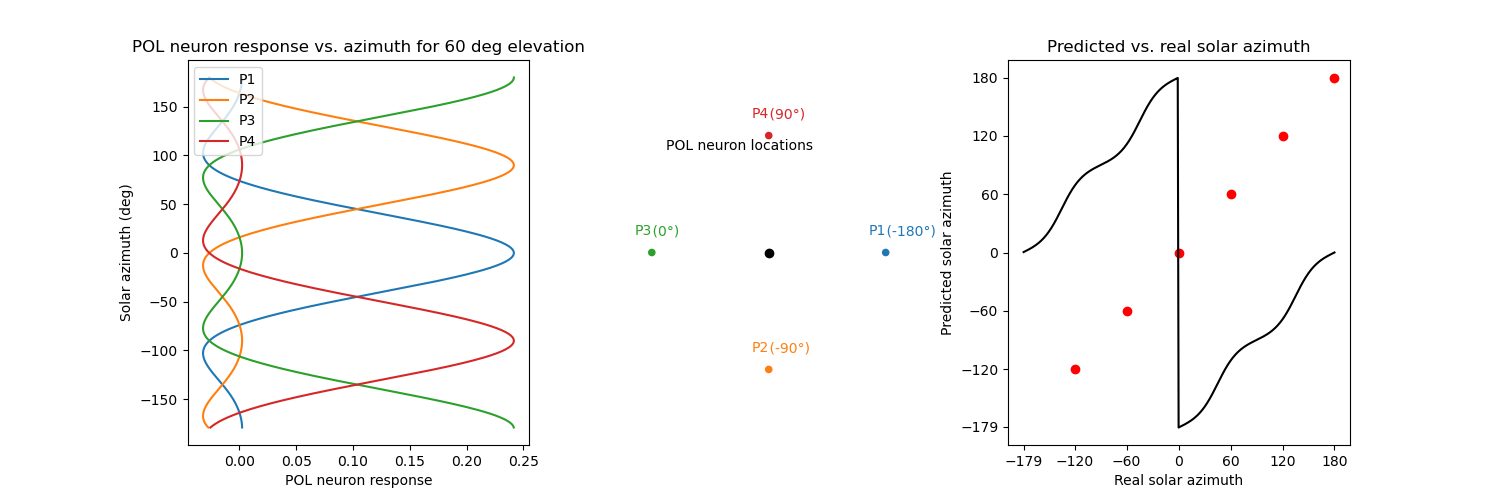 POL neuron response vs. azimuth for 60 deg elevation
P1
P2
P3
P4
150
100
50
0
−50
−100
−150
Solar azimuth (deg)
0.00 0.05 0.10 0.15 0.20 0.25
POL neuron response
P4(90°)
POL neuron locations
P3(0°)
P1(-180°)
P2(-90°)
Predicted vs. real solar azimuth
180
120
60
0
−60
−120
−179
Predicted solar azimuth
−179 −120 −60 0 60 120 180
Real solar azimuth